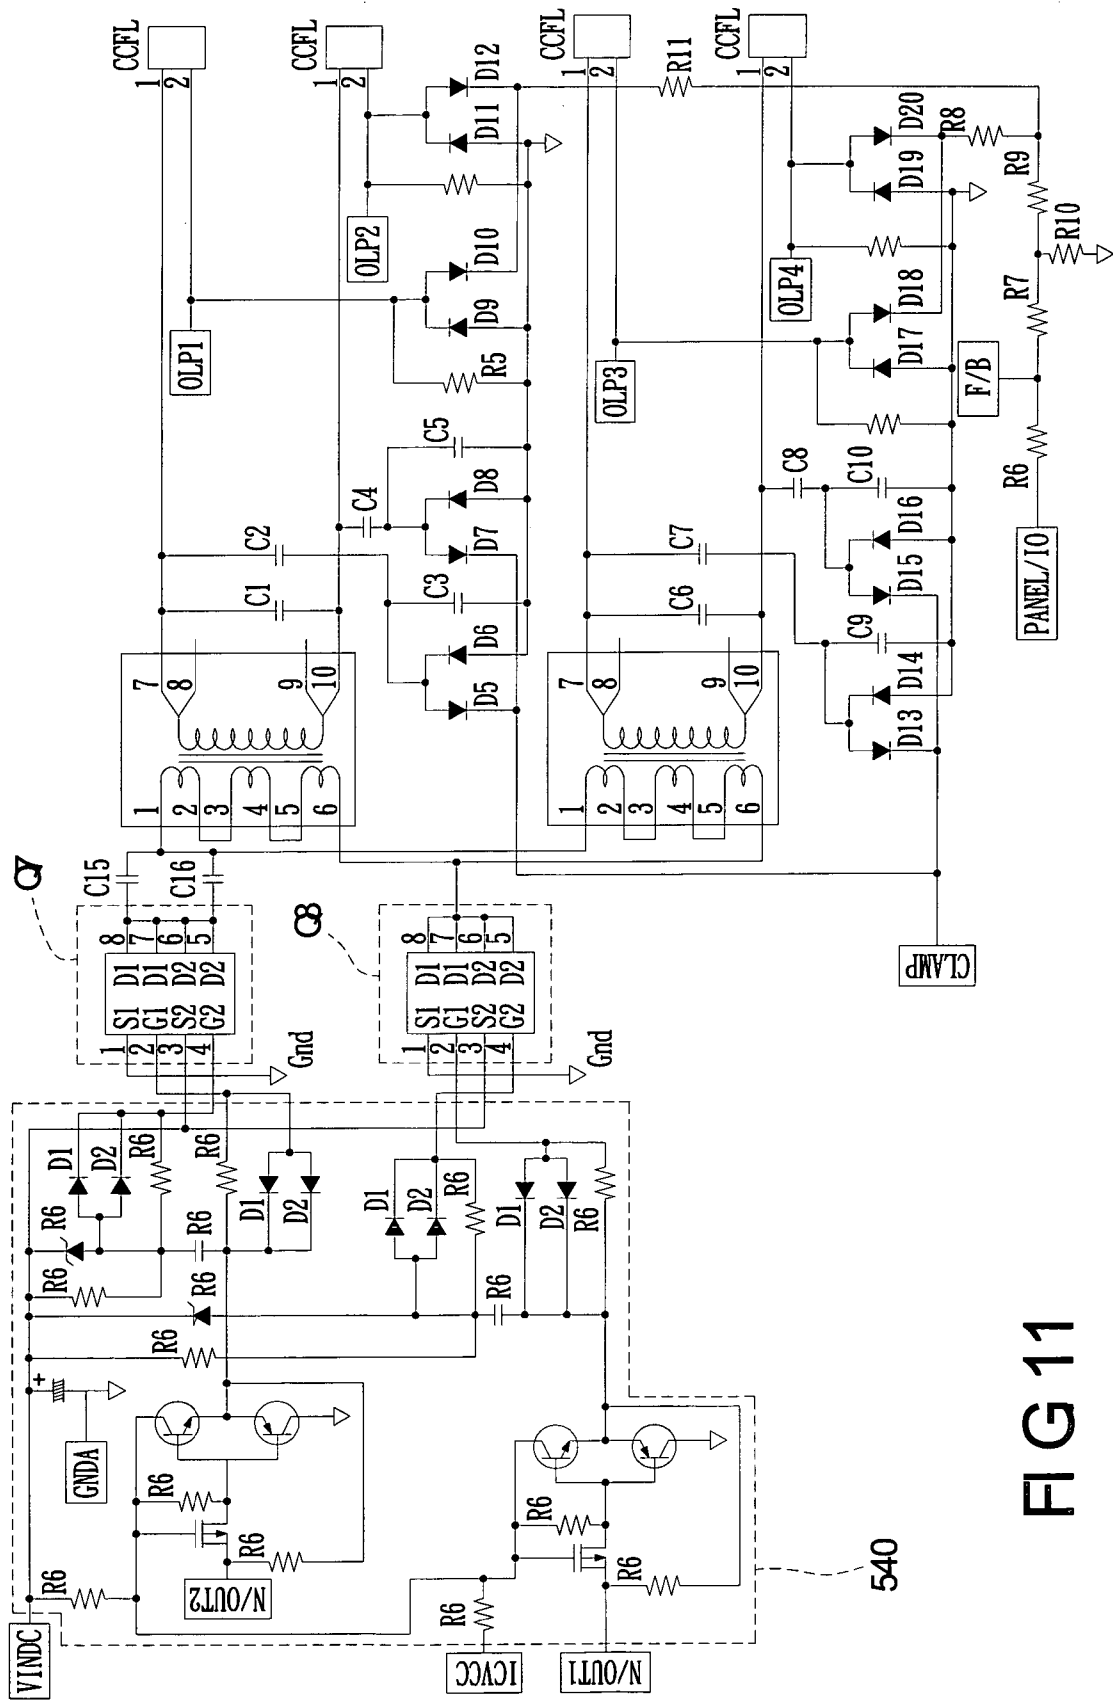 VINDC
R6
N/OUT2
R6
R6
GNDA
+
R6
R6
R6
R6
R6
D1
D2
R6
R6
D1
D2
ICVCC
R6
N/OUT1
R6
R6
R6
D1
D2
R6
D1
D2
R6
540
Gnd
Gnd
Q7
1 S1 D1 8
2 G1 D1 7
3 S2 D2 6
4 G2 D2 5
Q8
1 S1 D1 8
2 G1 D1 7
3 S2 D2 6
4 G2 D2 5
C15
C16
1
2
3
4
5
6
7
8
9
10
1
2
3
4
5
6
7
8
9
10
C1
C2
C3
C4
C5
D5
D6
D7
D8
R5
D9
D10
D11
D12
OLP1
OLP2
CCFL
1
2
CCFL
1
2
C6
C7
C8
C9
C10
D13
D14
D15
D16
D17
D18
D19
D20
OLP3
OLP4
CCFL
1
2
CCFL
1
2
R11
R8
R9
R10
R7
F/B
R6
PANEL/IO
CLAMP
FIG 11